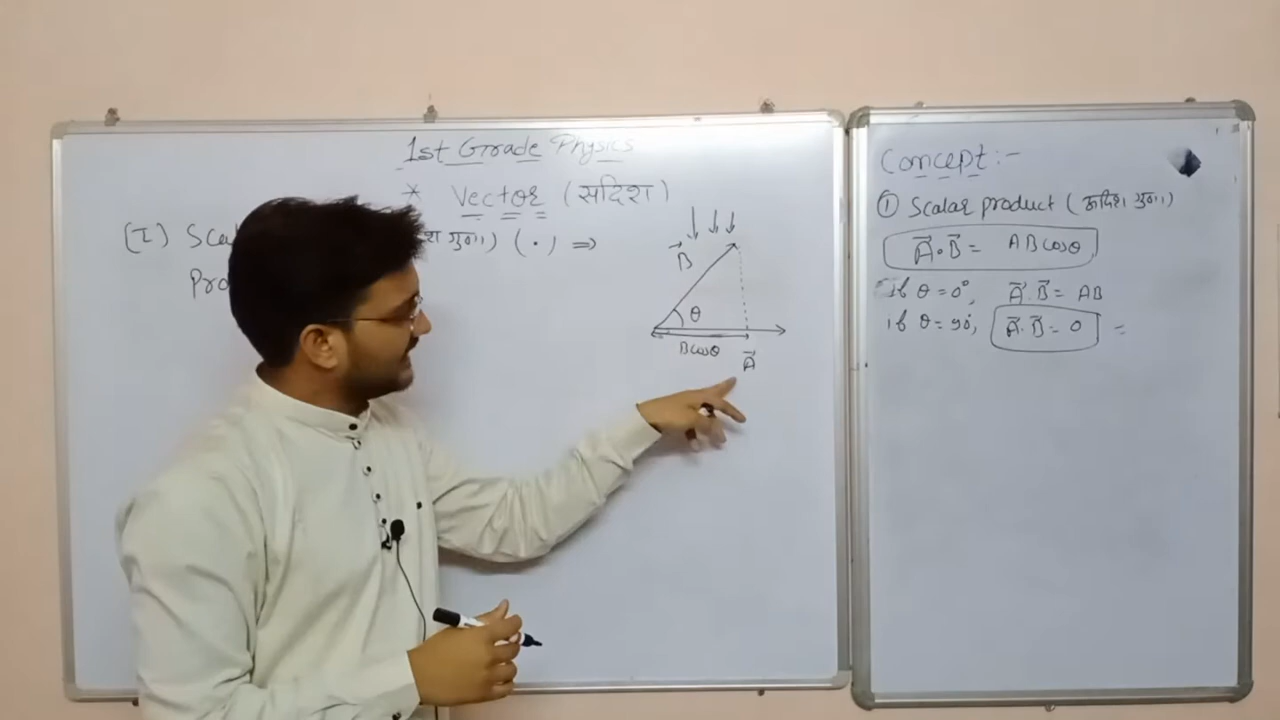 1st Grade Physics
* Vector (सदिश)
(I) Sca गुणा) (·) ⇒
Pro
B⃗
θ
Bcosθ
A⃗
Concept:-
① Scalar product (अदिश गुणा)
A⃗·B⃗ = ABcosθ
if θ=0°, A⃗.B⃗ = AB
if θ=90°, A⃗.B⃗ = 0 =